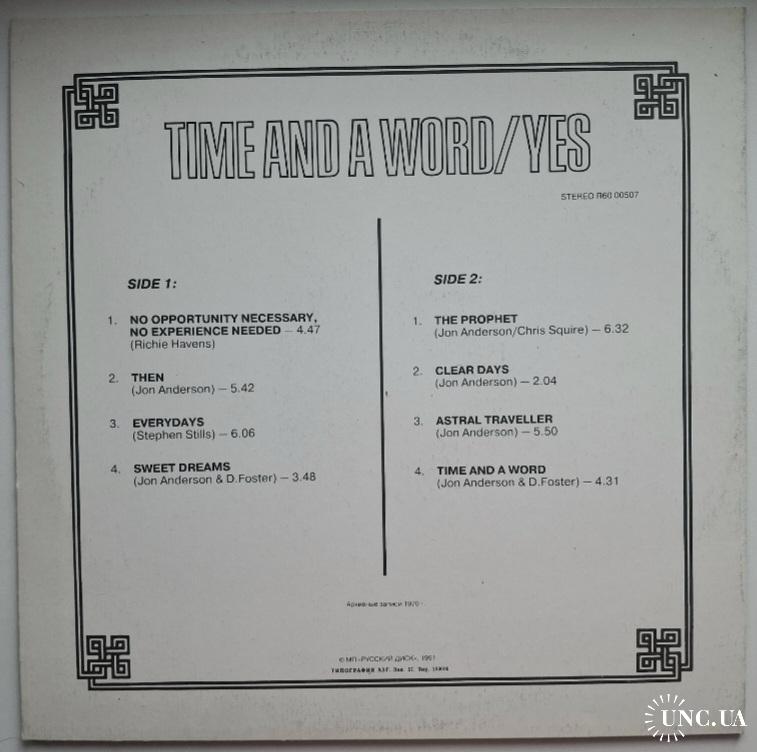 TIME AND A WORD/YES
STEREO П60 00507
SIDE 1:
1. NO OPPORTUNITY NECESSARY,
NO EXPERIENCE NEEDED — 4.47
(Richie Havens)
2. THEN
(Jon Anderson) — 5.42
3. EVERYDAYS
(Stephen Stills) — 6.06
4. SWEET DREAMS
(Jon Anderson & D.Foster) — 3.48
SIDE 2:
1. THE PROPHET
(Jon Anderson/Chris Squire) — 6.32
2. CLEAR DAYS
(Jon Anderson) — 2.04
3. ASTRAL TRAVELLER
(Jon Anderson) — 5.50
4. TIME AND A WORD
(Jon Anderson & D.Foster) — 4.31
Архивные записи 1970 г.
© МП «РУССКИЙ ДИСК», 1991
ТИПОГРАФИЯ
UNC.UA